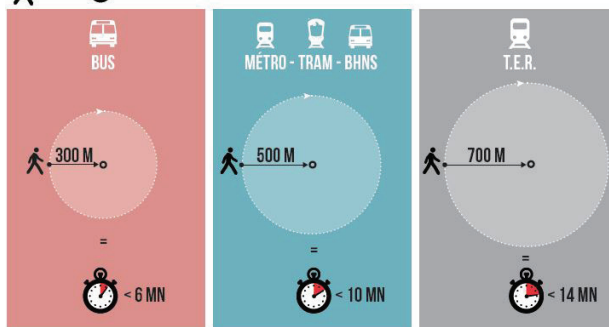 BUS
300 M
=
< 6 MN
MÉTRO - TRAM - BHNS
500 M
=
< 10 MN
T.E.R.
700 M
=
< 14 MN